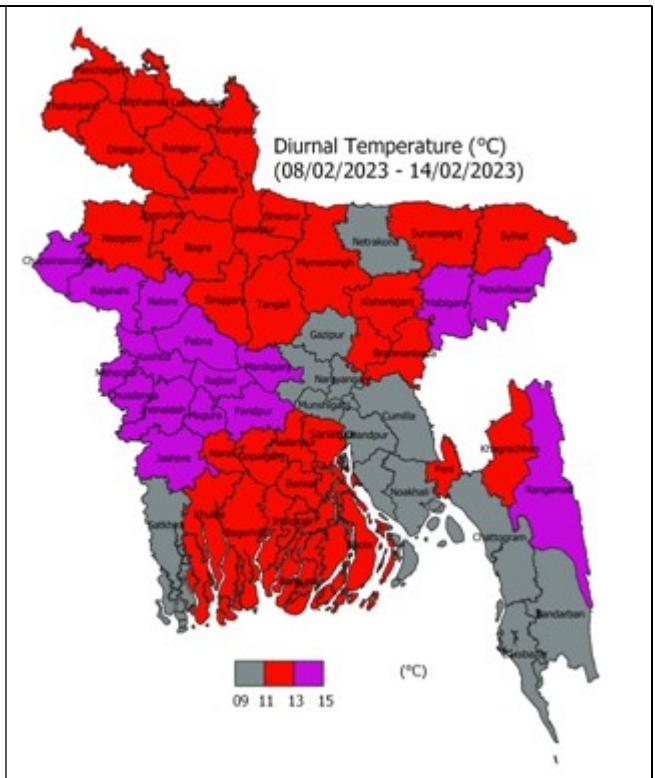 Panchagarh
Thakurgaon
Nilphamari
Lalmonirhat
Kurigram
Dinajpur
Rangpur
Diurnal Temperature (°C)
(08/02/2023 - 14/02/2023)
Gaibandha
Joypurhat
Sherpur
Naogaon
Bogra
Jamalpur
Netrakona
Sunamganj
Sylhet
Mymensingh
Chapainawabganj
Rajshahi
Natore
Sirajganj
Tangail
Kishoreganj
Habiganj
Moulvibazar
Pabna
Gazipur
Brahmanbaria
Kushtia
Meherpur
Manikganj
Rajbari
Narayanganj
Chuadanga
Jhenaidah
Magura
Faridpur
Munshiganj
Cumilla
Madaripur
Shariatpur
Chandpur
Jashore
Narail
Gopalganj
Khagrachhari
Barisal
Feni
Rangamati
Noakhali
Satkhira
Khulna
Bagerhat
Pirojpur
Bhola
Chattogram
Bandarban
Coxsbazar
(°C)
09 11 13 15